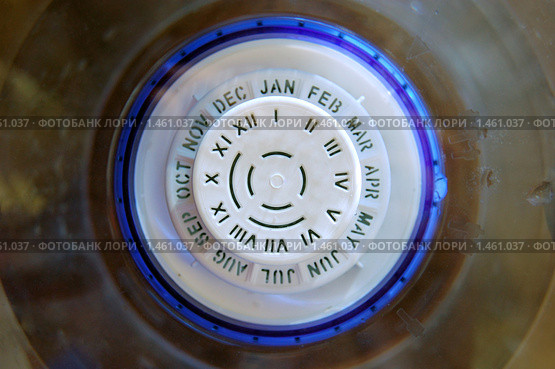 JAN FEB MAR APR MAY JUN JUL AUG SEP OCT NOV DEC
I II III IV V VI VII VIII IX X XI XII
1.461.037 · ФОТОБАНК ЛОРИ · 1.461.037 · ФОТОБАНК ЛОРИ · 1.461.037 · ФОТОБАНК ЛОРИ · 1.461.037
1.461.037 · ФОТОБАНК ЛОРИ · 1.461.037 · ФОТОБАНК ЛОРИ · 1.461.037 · ФОТОБАНК ЛОРИ · 1.461.037